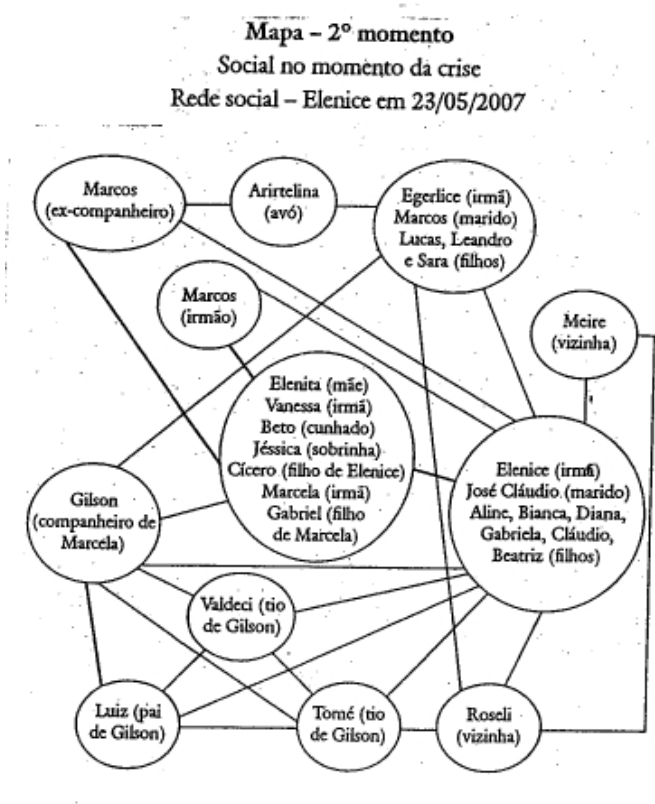 Mapa – 2º momento
Social no momento da crise
Rede social – Elenice em 23/05/2007
Marcos
(ex-companheiro)
Arirtelina
(avó)
Egerlice (irmã)
Marcos (marido)
Lucas, Leandro
e Sara (filhos)
Marcos
(irmão)
Meire
(vizinha)
Elenita (mãe)
Vanessa (irmã)
Beto (cunhado)
Jéssica (sobrinha)
Cícero (filho de Elenice)
Marcela (irmã)
Gabriel (filho
de Marcela)
Elenice (irmã)
José Cláudio (marido)
Aline, Bianca, Diana,
Gabriela, Cláudio,
Beatriz (filhos)
Gilson
(companheiro de
Marcela)
Valdeci (tio
de Gilson)
Luiz (pai
de Gilson)
Tomé (tio
de Gilson)
Roseli
(vizinha)